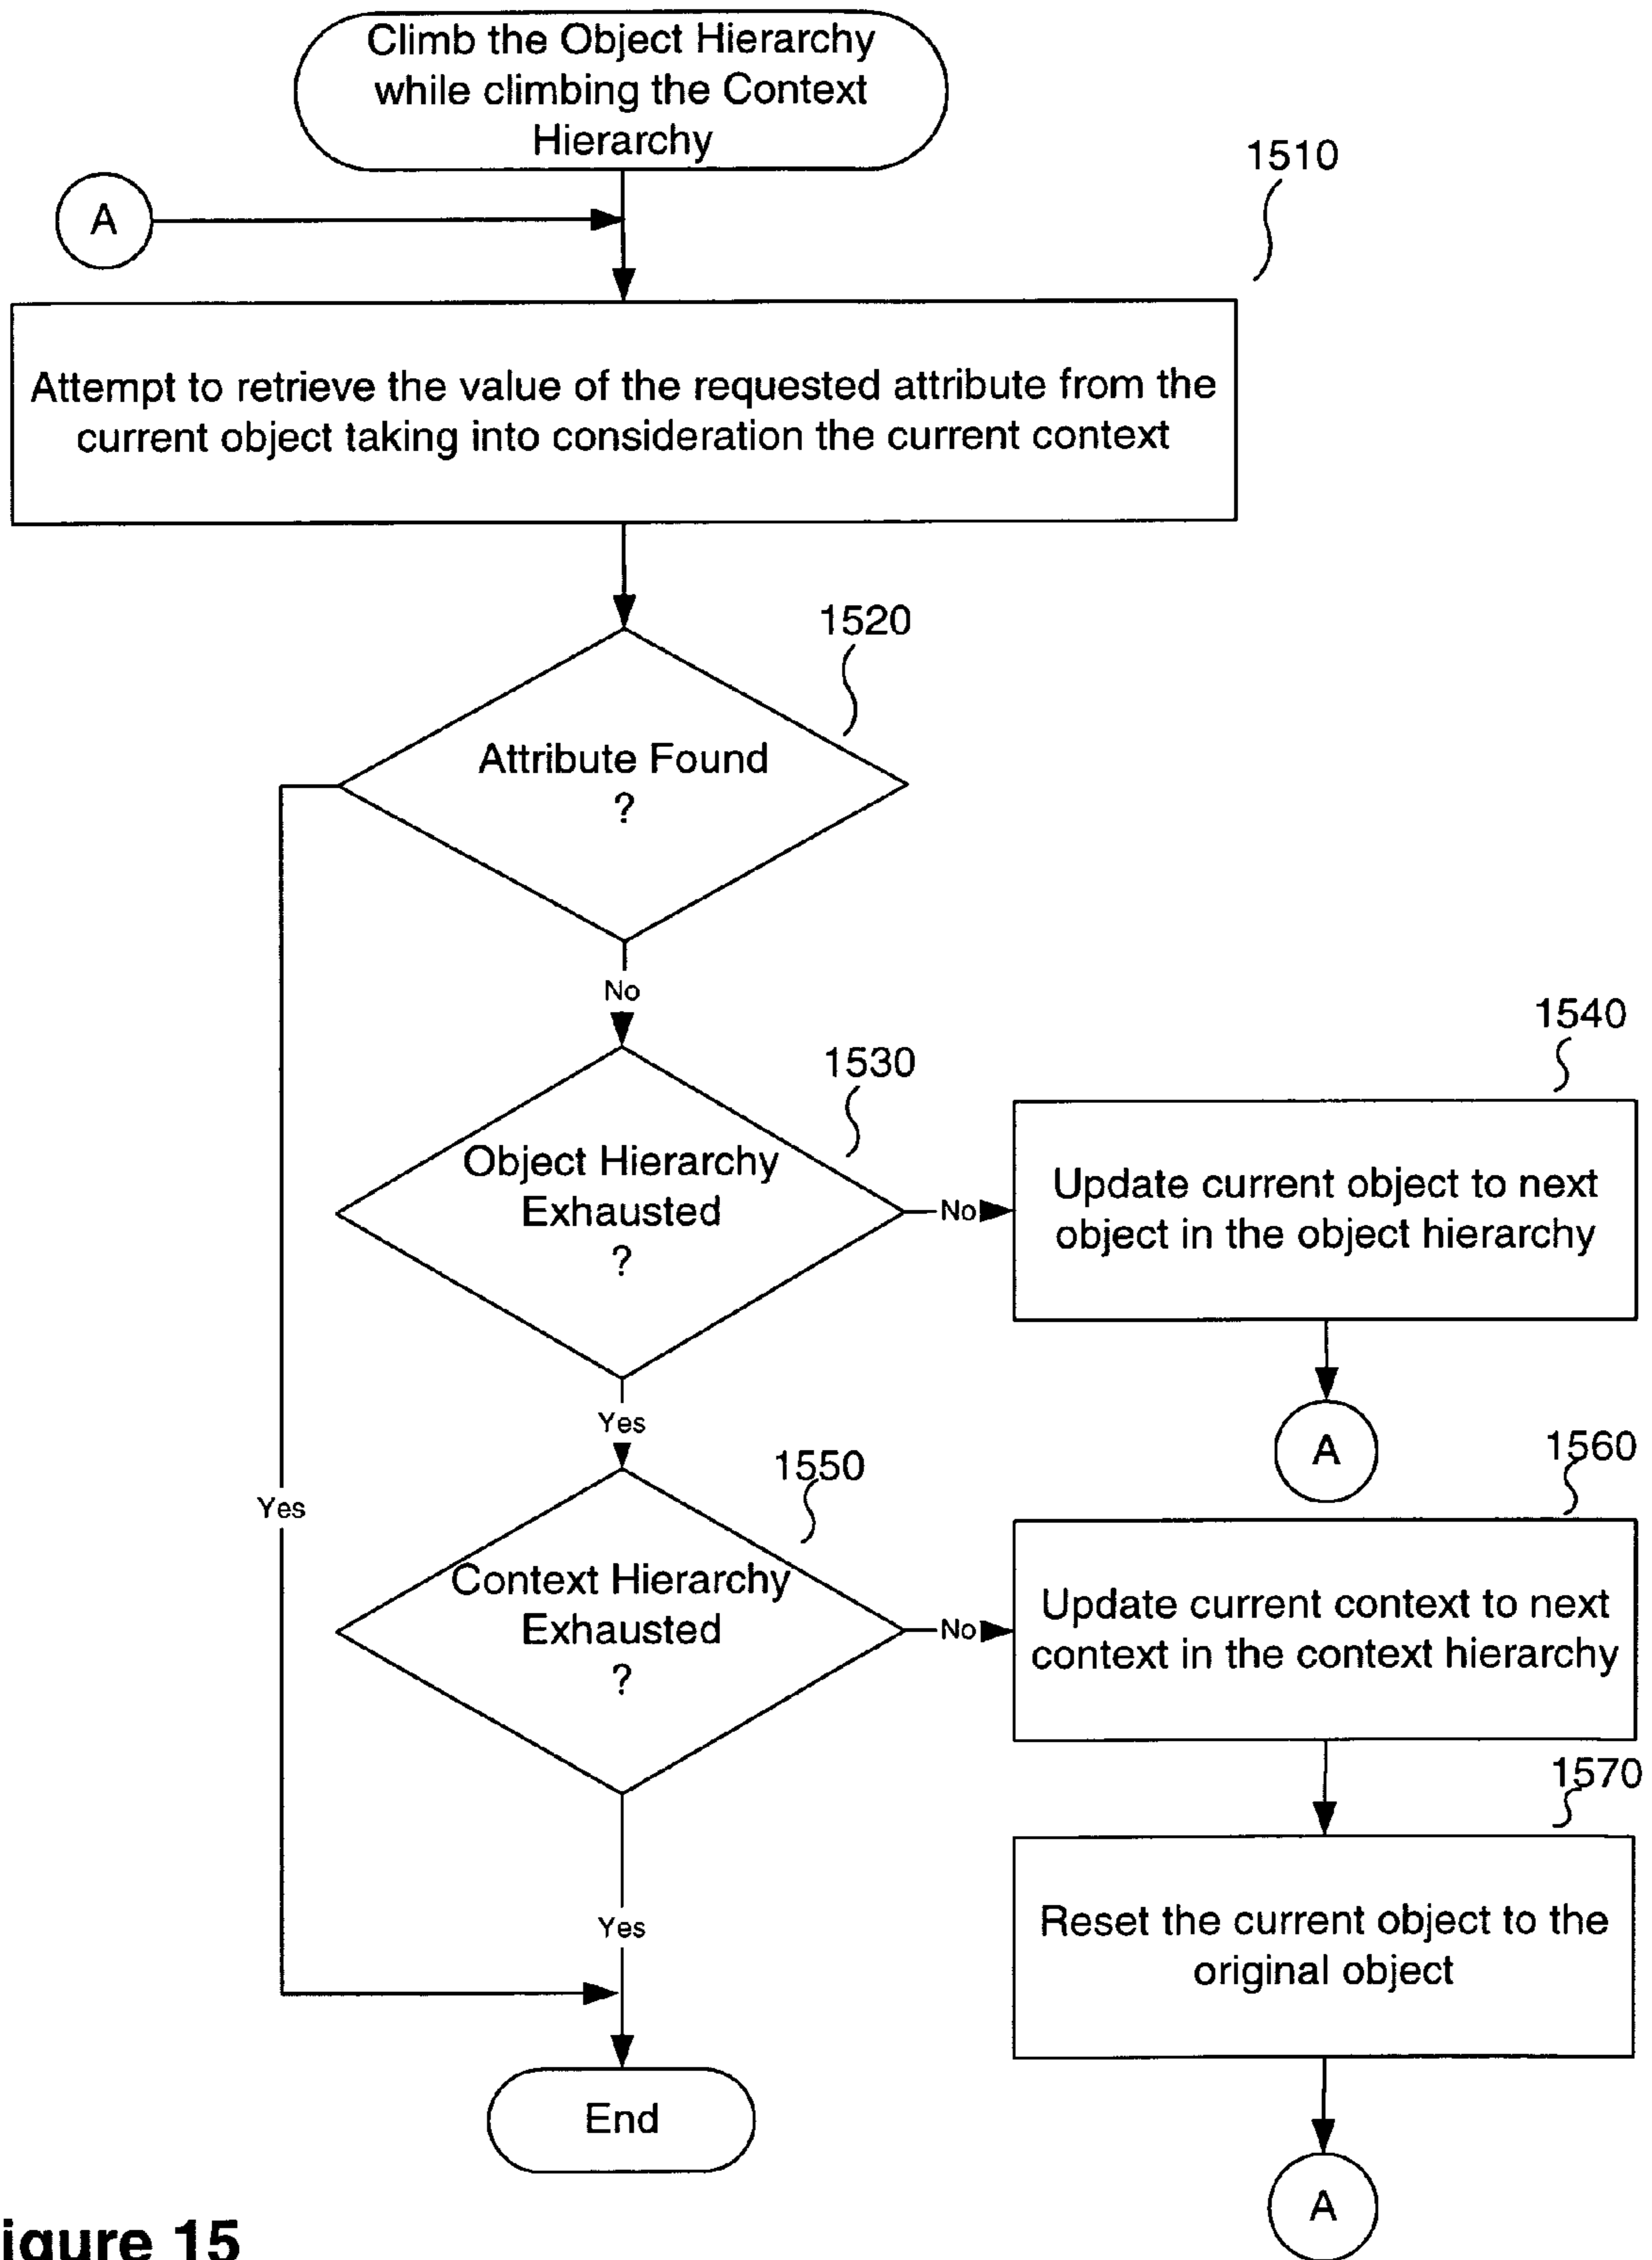 Climb the Object Hierarchy
while climbing the Context
Hierarchy
A
1510
Attempt to retrieve the value of the requested attribute from the
current object taking into consideration the current context
1520
Attribute Found
?
No
1530
Object Hierarchy
Exhausted
?
No
1540
Update current object to next
object in the object hierarchy
A
Yes
Yes
1550
Context Hierarchy
Exhausted
?
No
1560
Update current context to next
context in the context hierarchy
1570
Reset the current object to the
original object
Yes
End
A
igure 15